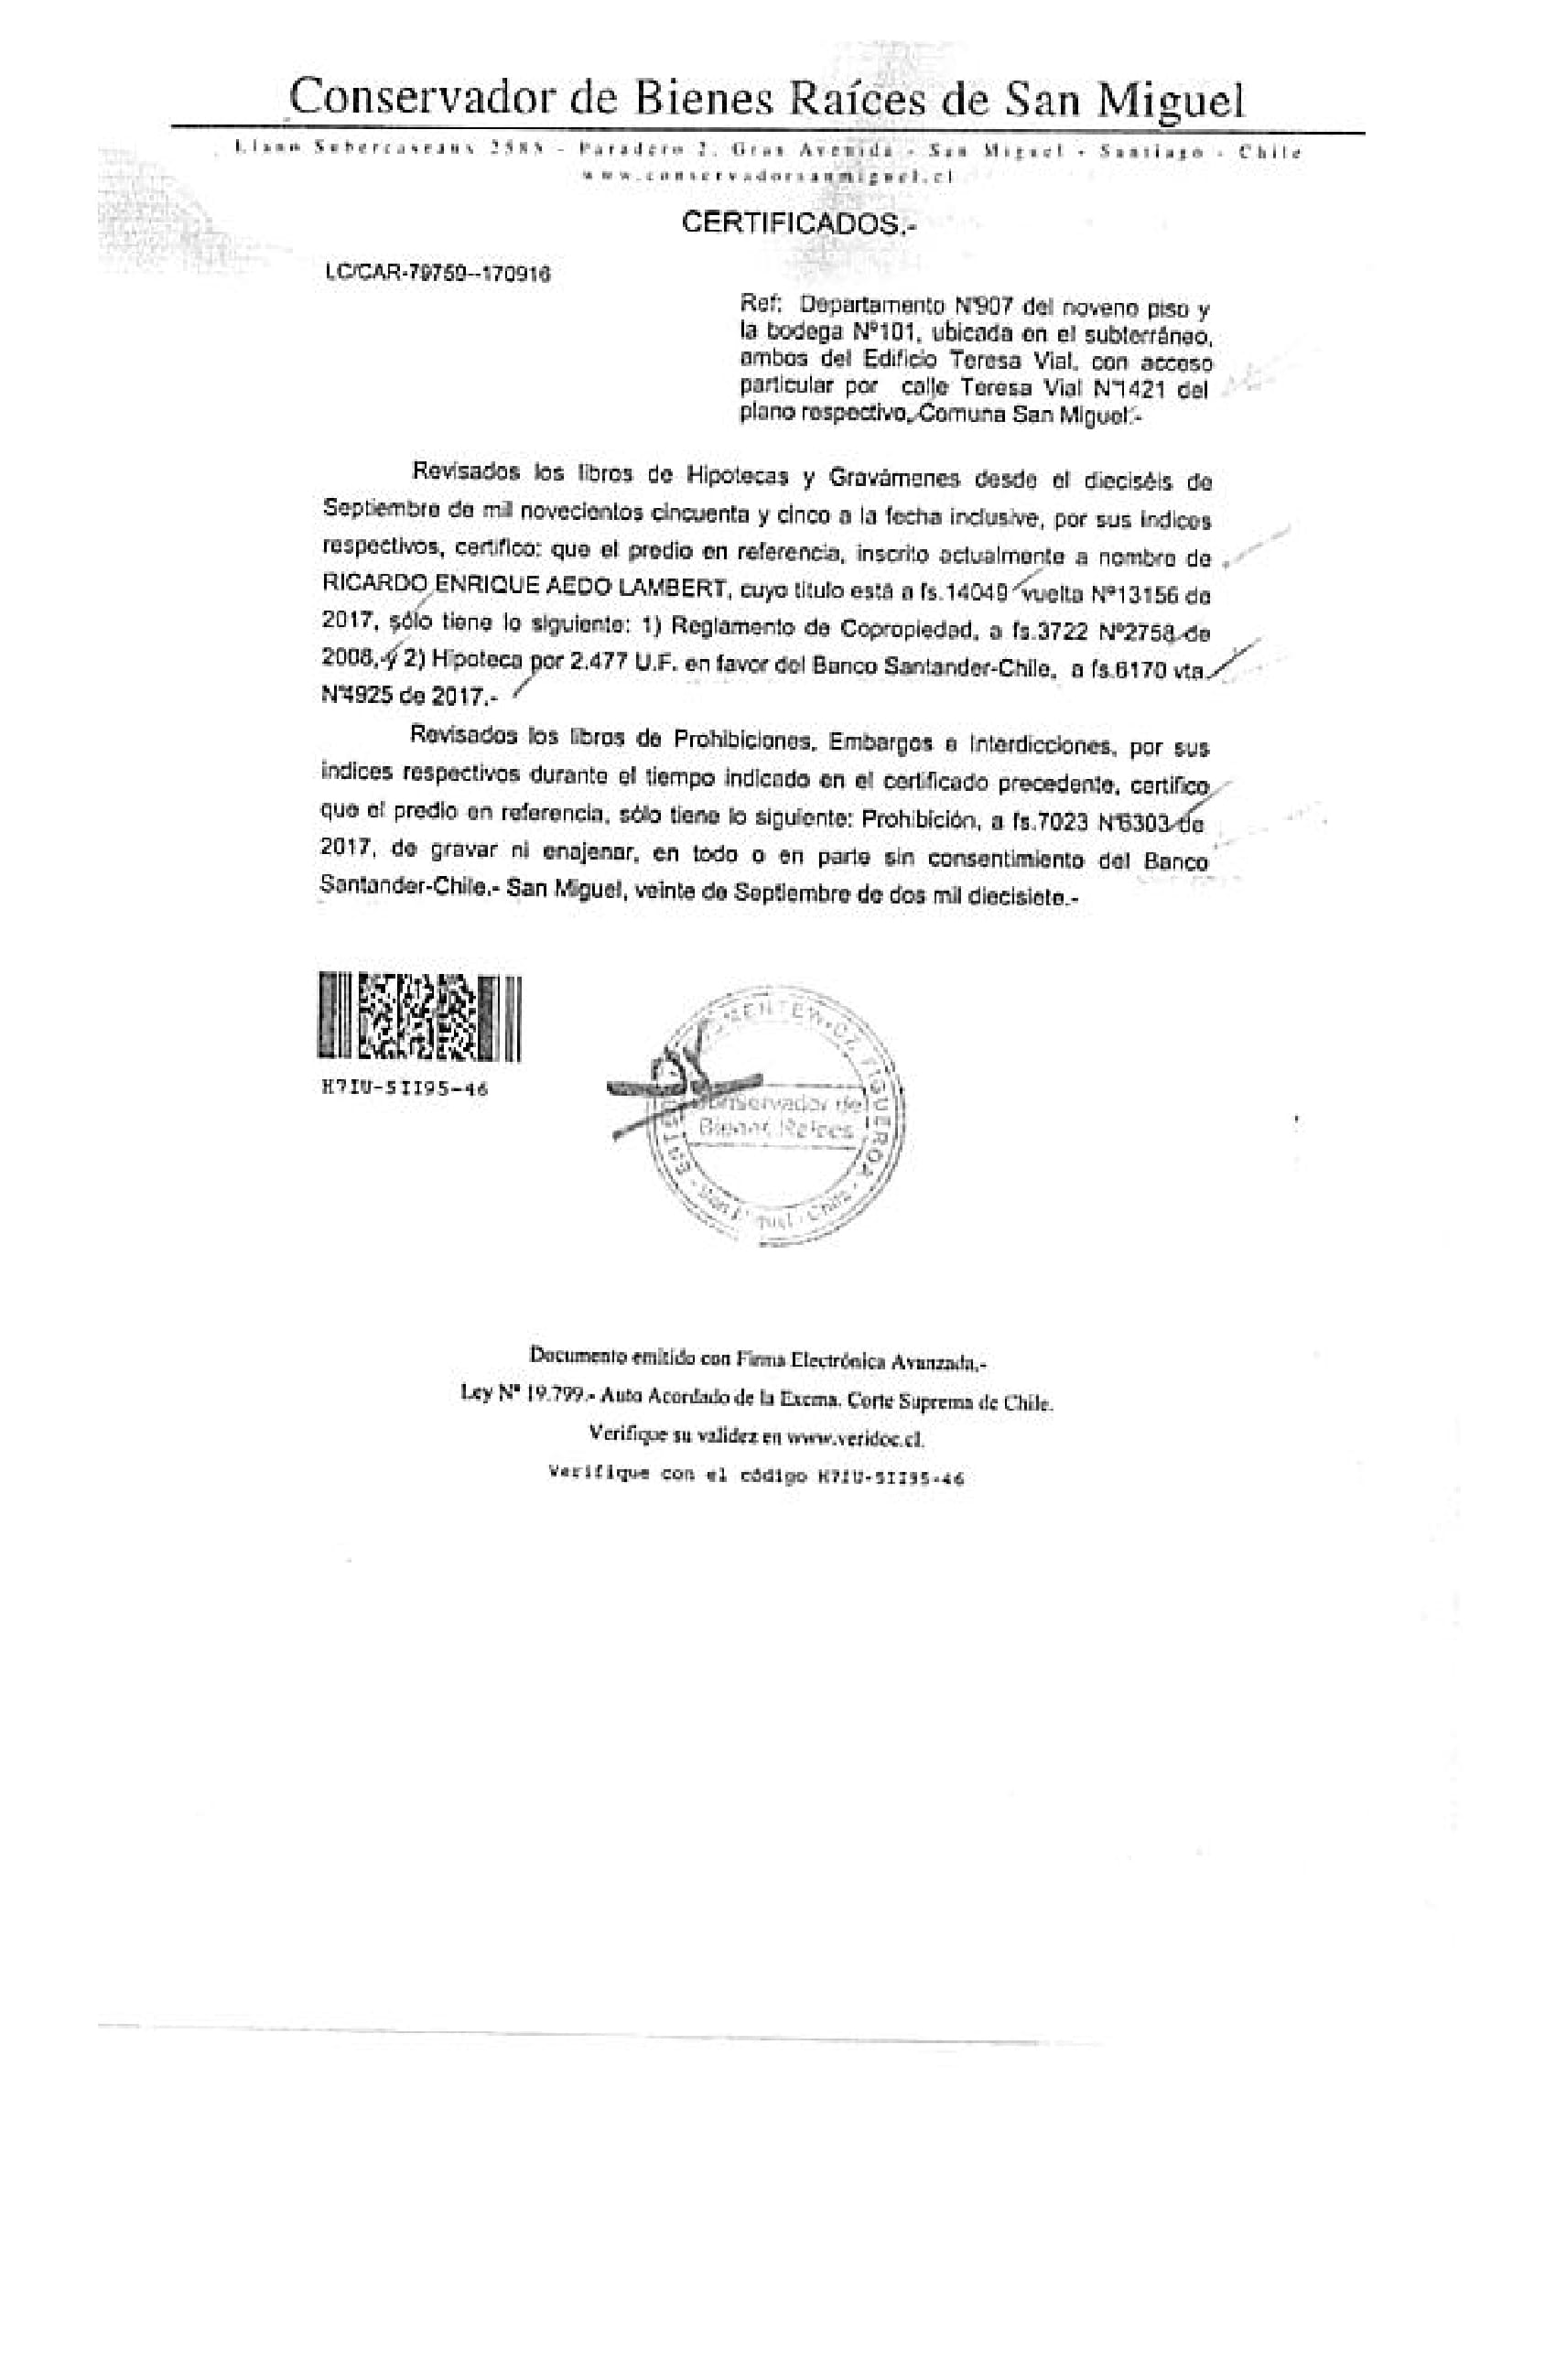 Conservador de Bienes Raíces de San Miguel
Llano Subercaseaux 2585 - Paradero 2, Gran Avenida - San Miguel - Santiago - Chile
www.conservadorsanmiguel.cl
CERTIFICADOS.-
LC/CAR-79759--170916
Ref: Departamento Nº907 del noveno piso y
la bodega Nº101, ubicada en el subterráneo,
ambos del Edificio Teresa Vial, con acceso
particular por calle Teresa Vial Nº1421 del
plano respectivo, Comuna San Miguel.-
Revisados los libros de Hipotecas y Gravámenes desde el dieciséis de
Septiembre de mil novecientos cincuenta y cinco a la fecha inclusive, por sus índices
respectivos, certifico: que el predio en referencia, inscrito actualmente a nombre de
RICARDO ENRIQUE AEDO LAMBERT, cuyo título está a fs.14049 vuelta Nº13156 de
2017, sólo tiene lo siguiente: 1) Reglamento de Copropiedad, a fs.3722 Nº2758 de
2008, y 2) Hipoteca por 2.477 U.F. en favor del Banco Santander-Chile, a fs.6170 vta.
Nº4925 de 2017.-
Revisados los libros de Prohibiciones, Embargos e Interdicciones, por sus
índices respectivos durante el tiempo indicado en el certificado precedente, certifico
que el predio en referencia, sólo tiene lo siguiente: Prohibición, a fs.7023 Nº6303 de
2017, de gravar ni enajenar, en todo o en parte sin consentimiento del Banco
Santander-Chile.- San Miguel, veinte de Septiembre de dos mil diecisiete.-
H7IU-5II95-46
Conservador de
Bienes Raíces
FIGUEROA
Chile
Documento emitido con Firma Electrónica Avanzada.-
Ley Nº 19.799.- Auto Acordado de la Excma. Corte Suprema de Chile.
Verifique su validez en www.veridoc.cl.
Verifique con el código H7IU-5II95-46